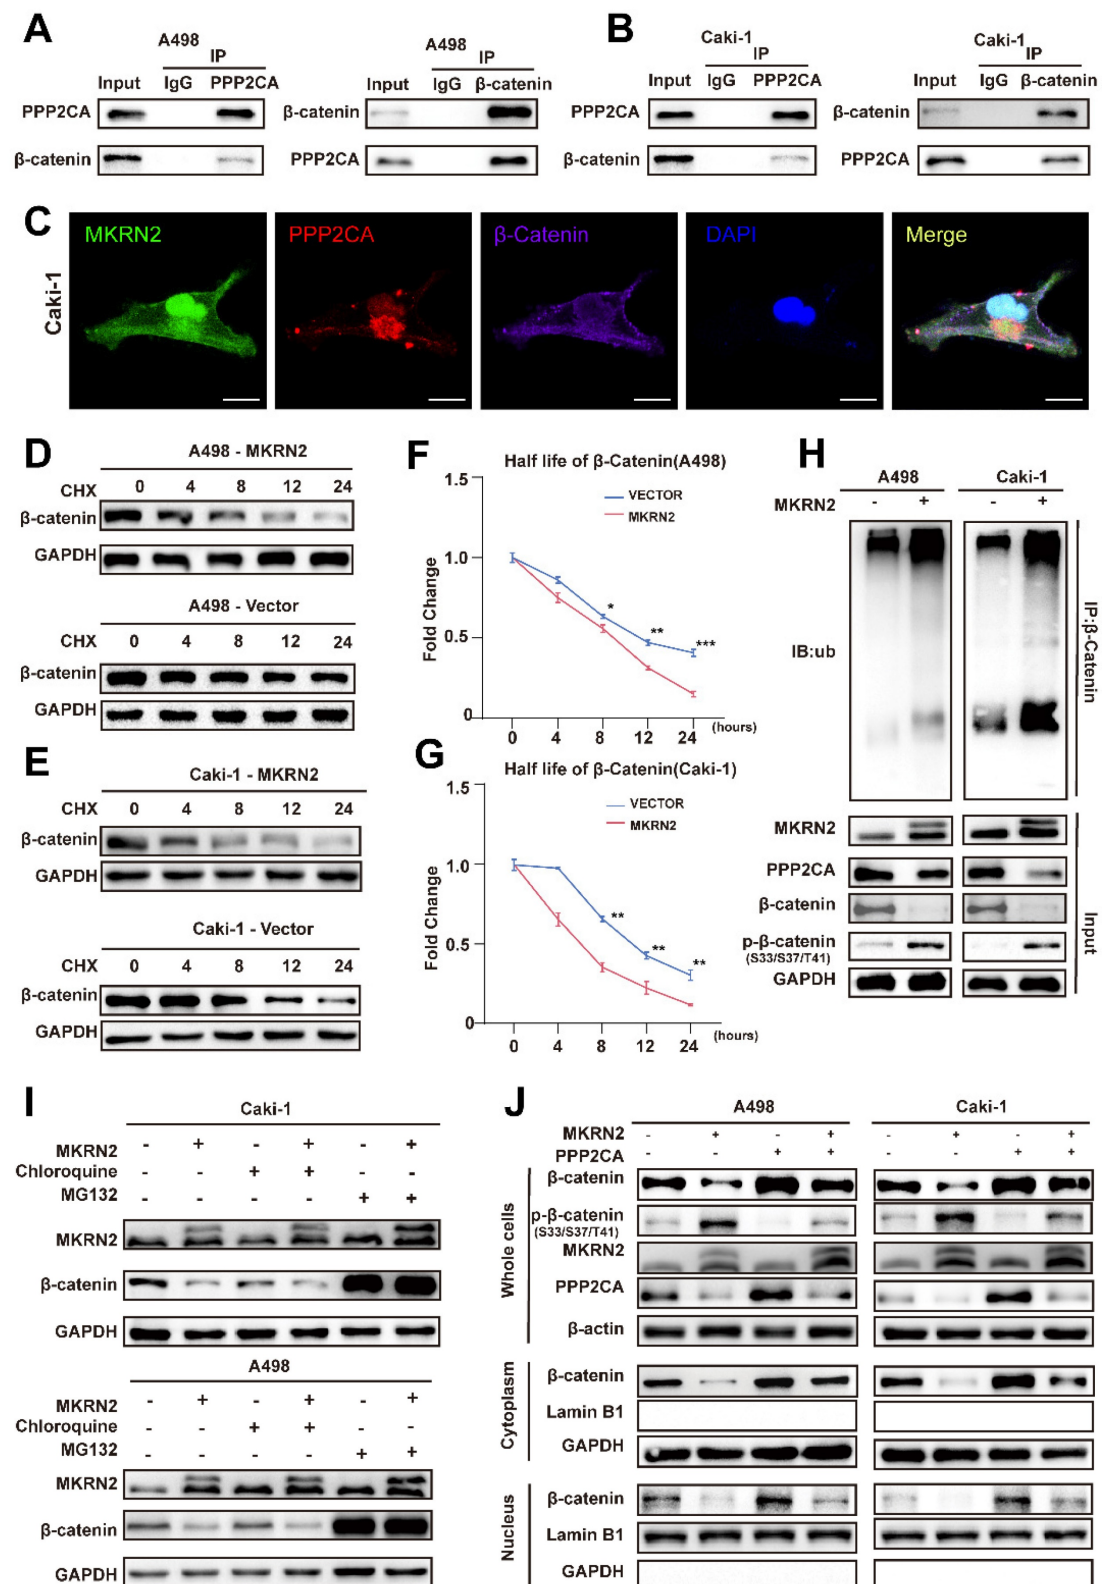 A
A498
IP
Input IgG PPP2CA
PPP2CA
β-catenin
A498
IP
Input IgG β-catenin
β-catenin
PPP2CA
B
Caki-1
IP
Input IgG PPP2CA
PPP2CA
β-catenin
Caki-1
IP
Input IgG β-catenin
β-catenin
PPP2CA
C
Caki-1
MKRN2
PPP2CA
β-Catenin
DAPI
Merge
D
A498 - MKRN2
CHX 0 4 8 12 24
β-catenin
GAPDH
A498 - Vector
CHX 0 4 8 12 24
β-catenin
GAPDH
E
Caki-1 - MKRN2
CHX 0 4 8 12 24
β-catenin
GAPDH
Caki-1 - Vector
CHX 0 4 8 12 24
β-catenin
GAPDH
F
Half life of β-Catenin(A498)
VECTOR
MKRN2
Fold Change
1.5
1.0
0.5
0
* ** ***
0 4 8 12 24 (hours)
G
Half life of β-Catenin(Caki-1)
VECTOR
MKRN2
Fold Change
1.5
1.0
0.5
0
** ** **
0 4 8 12 24 (hours)
H
A498 Caki-1
MKRN2 - + - +
IB:ub
IP:β-Catenin
MKRN2
PPP2CA
β-catenin
p-β-catenin
(S33/S37/T41)
GAPDH
Input
I
Caki-1
MKRN2 - + - + - +
Chloroquine - - + + - -
MG132 - - - - + +
MKRN2
β-catenin
GAPDH
A498
MKRN2 - + - + - +
Chloroquine - - + + - -
MG132 - - - - + +
MKRN2
β-catenin
GAPDH
J
A498 Caki-1
MKRN2 - + - + - + - +
PPP2CA - - + + - - + +
Whole cells
β-catenin
p-β-catenin
(S33/S37/T41)
MKRN2
PPP2CA
β-actin
Cytoplasm
β-catenin
Lamin B1
GAPDH
Nucleus
β-catenin
Lamin B1
GAPDH